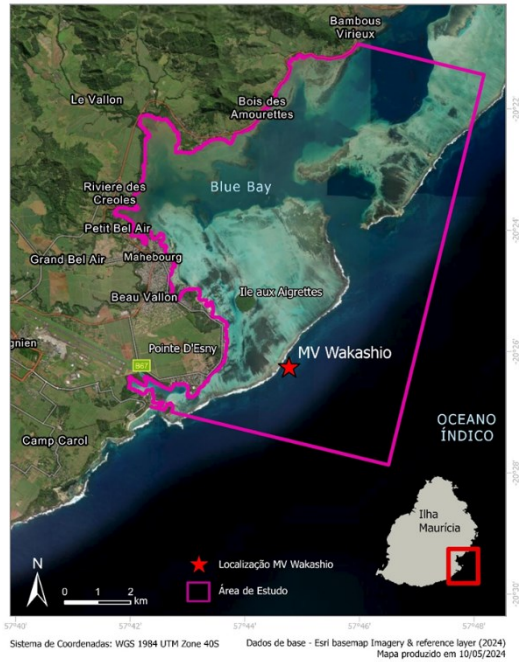 Bambous
Virieux
-20°22'
Le Vallon
Bois des
Amourettes
Blue Bay
Riviere des
Creoles
-20°24'
Petit Bel Air
Grand Bel Air
Mahebourg
Beau Vallon
Ile aux Aigrettes
gnien
Pointe D'Esny
MV Wakashio
-20°26'
B87
OCEANO
ÍNDICO
Camp Carol
-20°28'
Ilha
Maurícia
N
Localização MV Wakashio
0 1 2
km
Área de Estudo
-20°30'
57°40' 57°42' 57°44' 57°46' 57°48'
Sistema de Coordenadas: WGS 1984 UTM Zone 40S
Dados de base - Esri basemap Imagery & reference layer (2024)
Mapa produzido em 10/05/2024